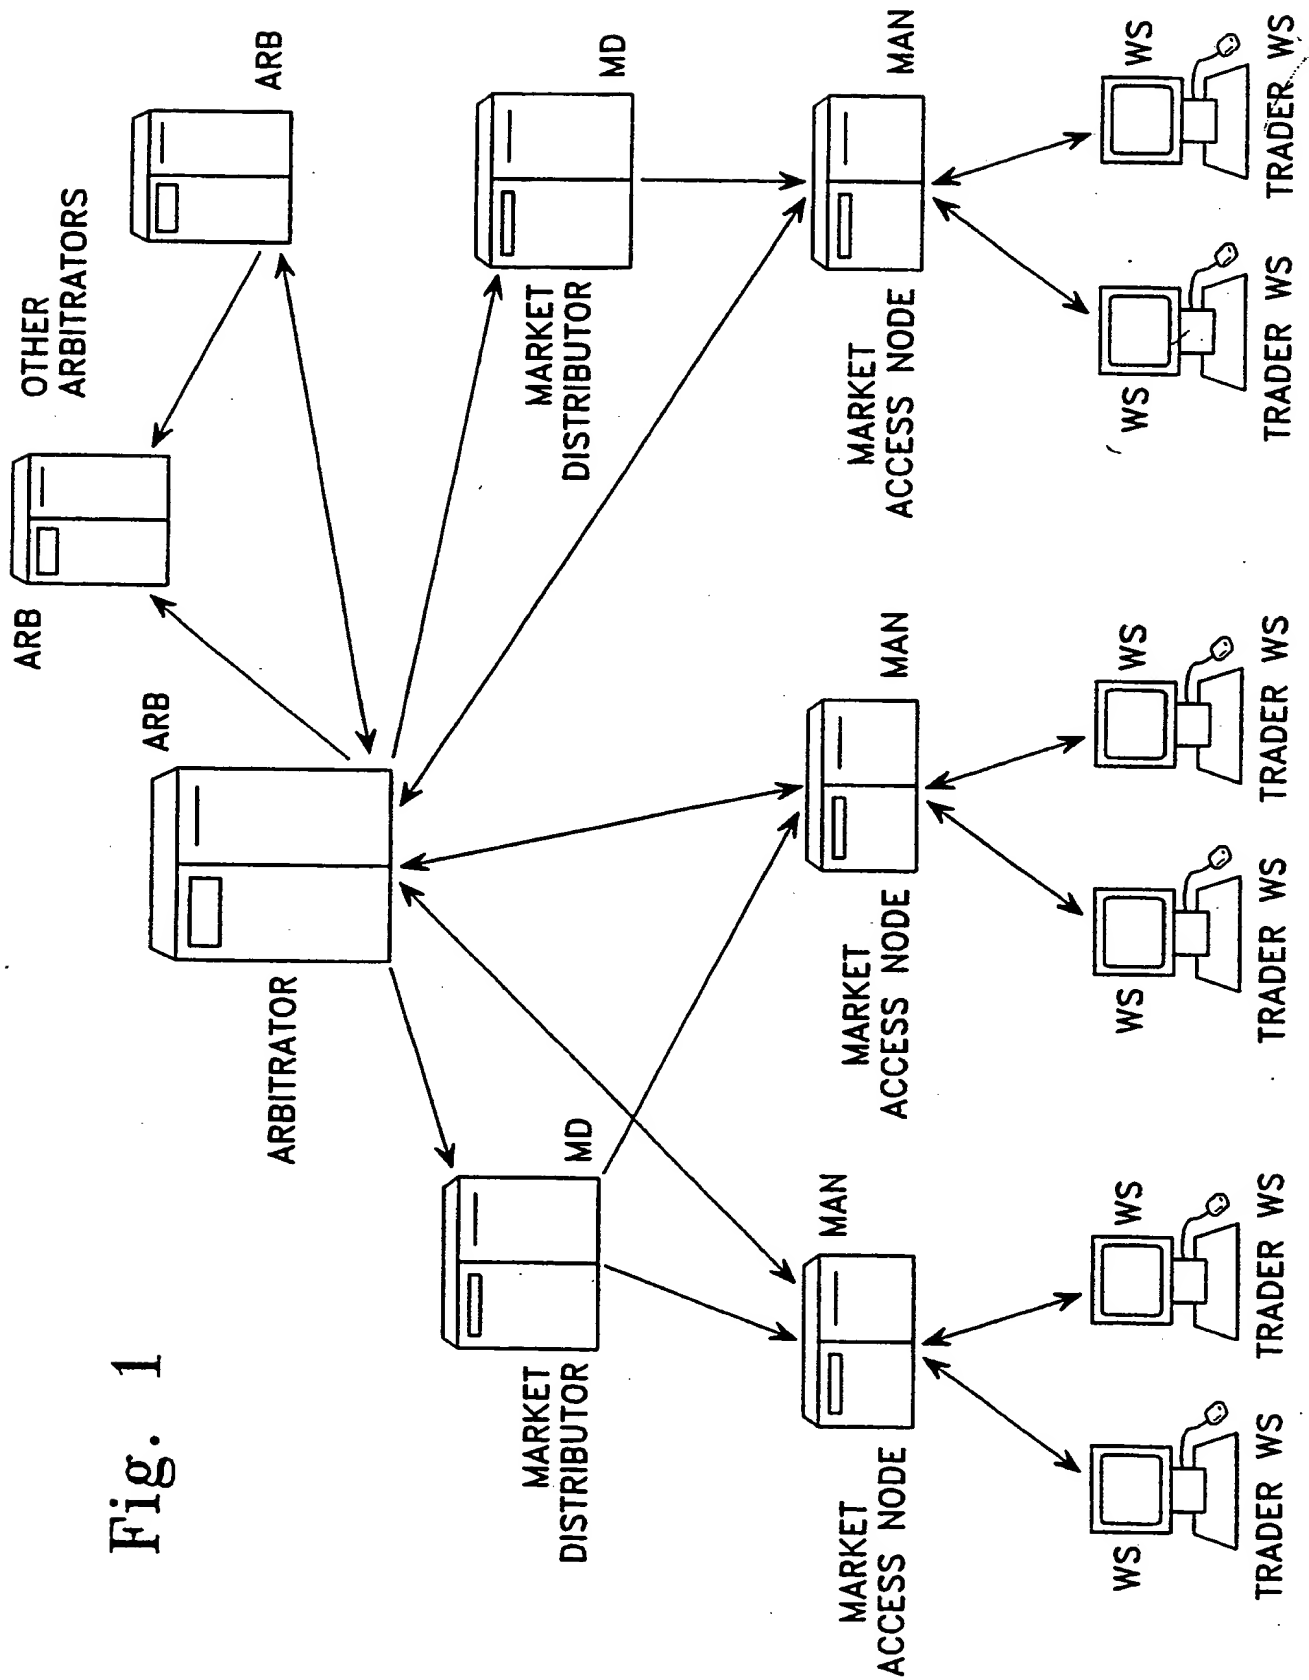 Fig. 1
OTHER
ARBITRATORS
ARB
ARB
ARB
ARBITRATOR
MARKET
DISTRIBUTOR
MD
MARKET
DISTRIBUTOR
MD
MARKET
ACCESS NODE
MAN
MARKET
ACCESS NODE
MAN
MARKET
ACCESS NODE
MAN
WS
WS
WS
WS
WS
WS
TRADER WS
TRADER WS
TRADER WS
TRADER WS
TRADER WS
TRADER WS